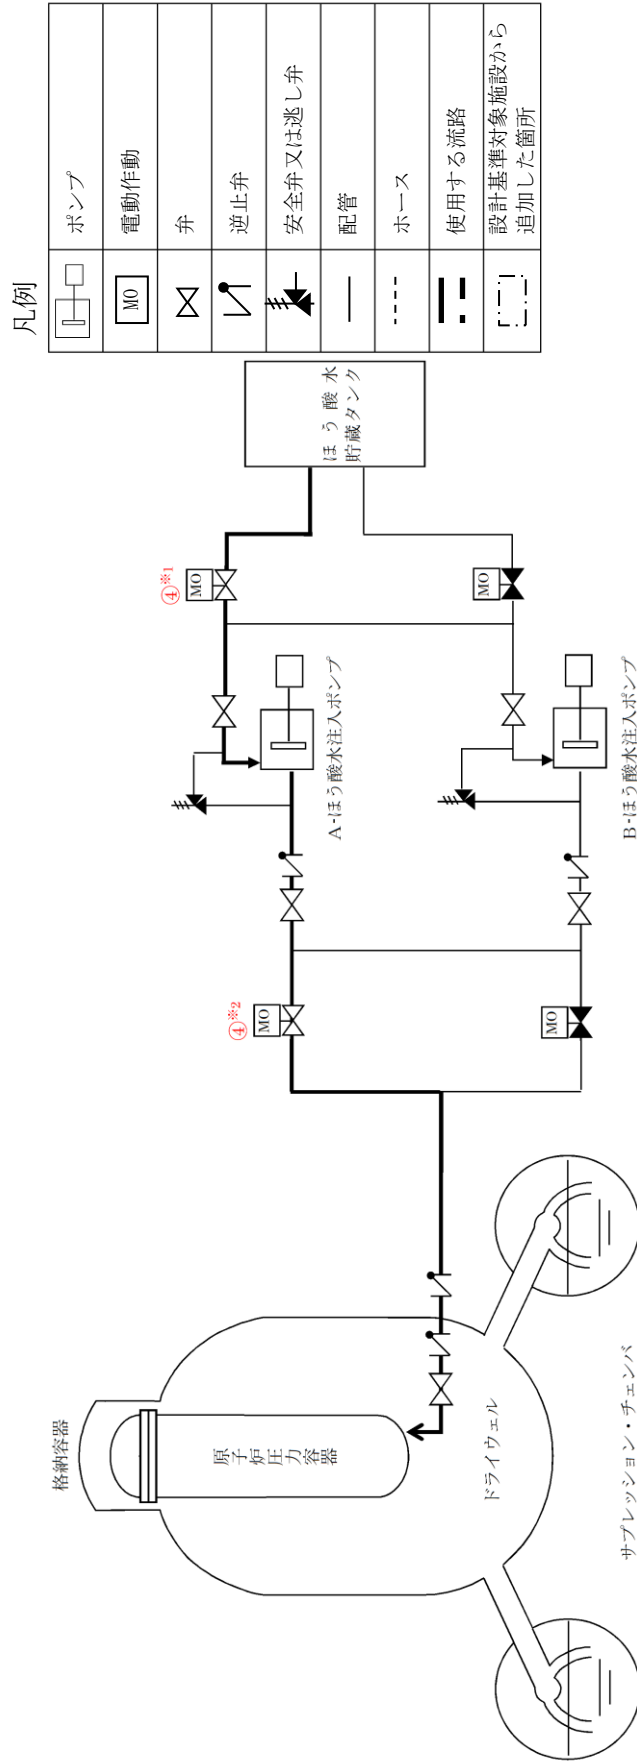 凡例
ポンプ
MO
電動作動
弁
逆止弁
安全弁又は逃し弁
配管
ホース
使用する流路
設計基準対象施設から
追加した箇所
格納容器
原子炉圧力容器
ドライウェル
サプレッション・チェンバ
④※2
MO
MO
A-ほう酸水注入ポンプ
B-ほう酸水注入ポンプ
④※1
MO
MO
ほう酸水
貯蔵タンク